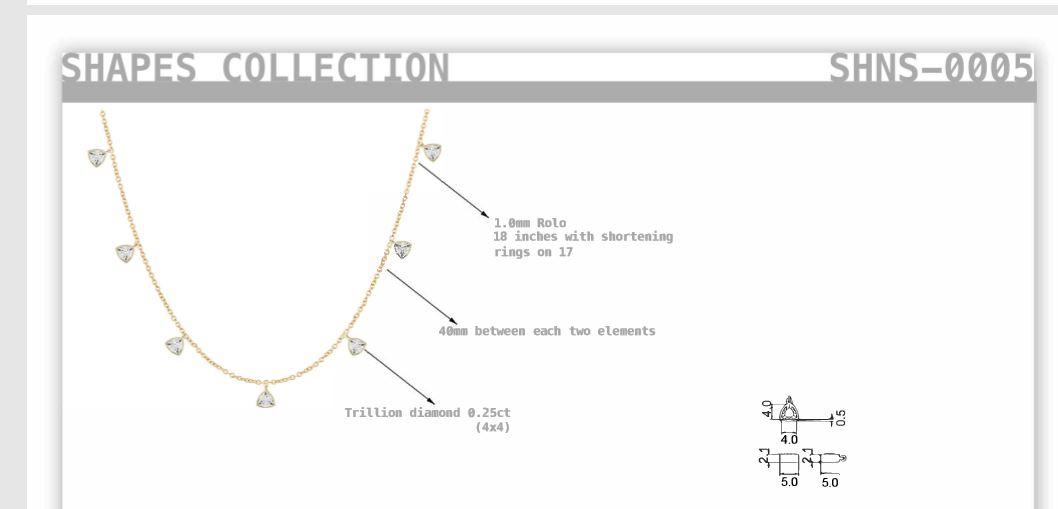 SHAPES COLLECTION
SHNS-0005
1.0mm Rolo
18 inches with shortening
rings on 17
40mm between each two elements
Trillion diamond 0.25ct
(4x4)
4.0
0.5
4.0
2.1
2.1
5.0
5.0